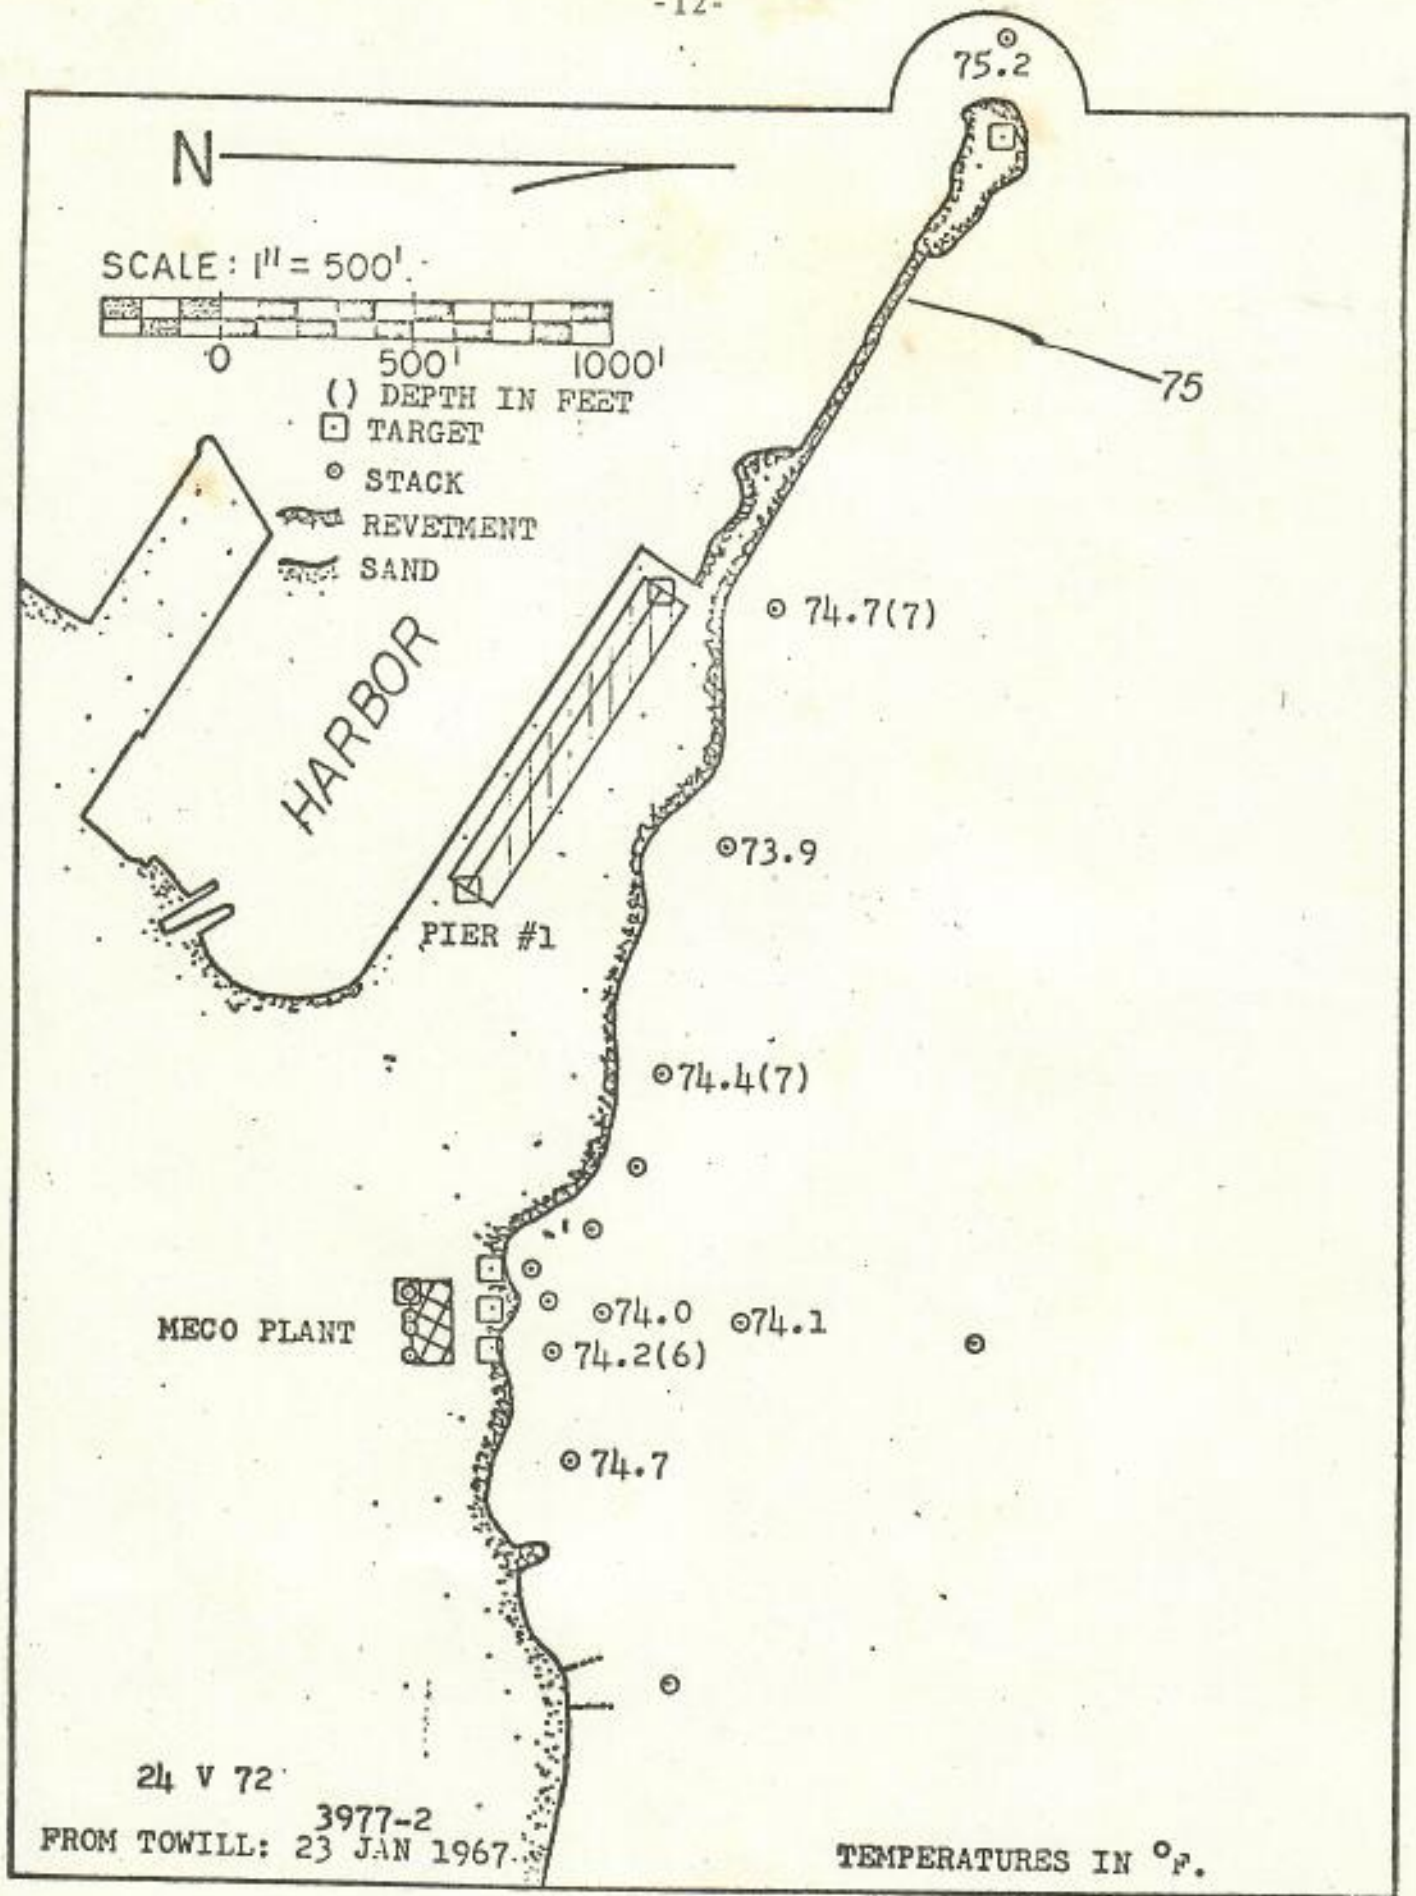 -12-
75.2
N
SCALE: 1" = 500'
0 500' 1000'
() DEPTH IN FEET
TARGET
STACK
REVETMENT
SAND
75
HARBOR
74.7(7)
73.9
PIER #1
74.4(7)
MECO PLANT
74.0
74.1
74.2(6)
74.7
24 V 72
3977-2
FROM TOWILL: 23 JAN 1967
TEMPERATURES IN °F.